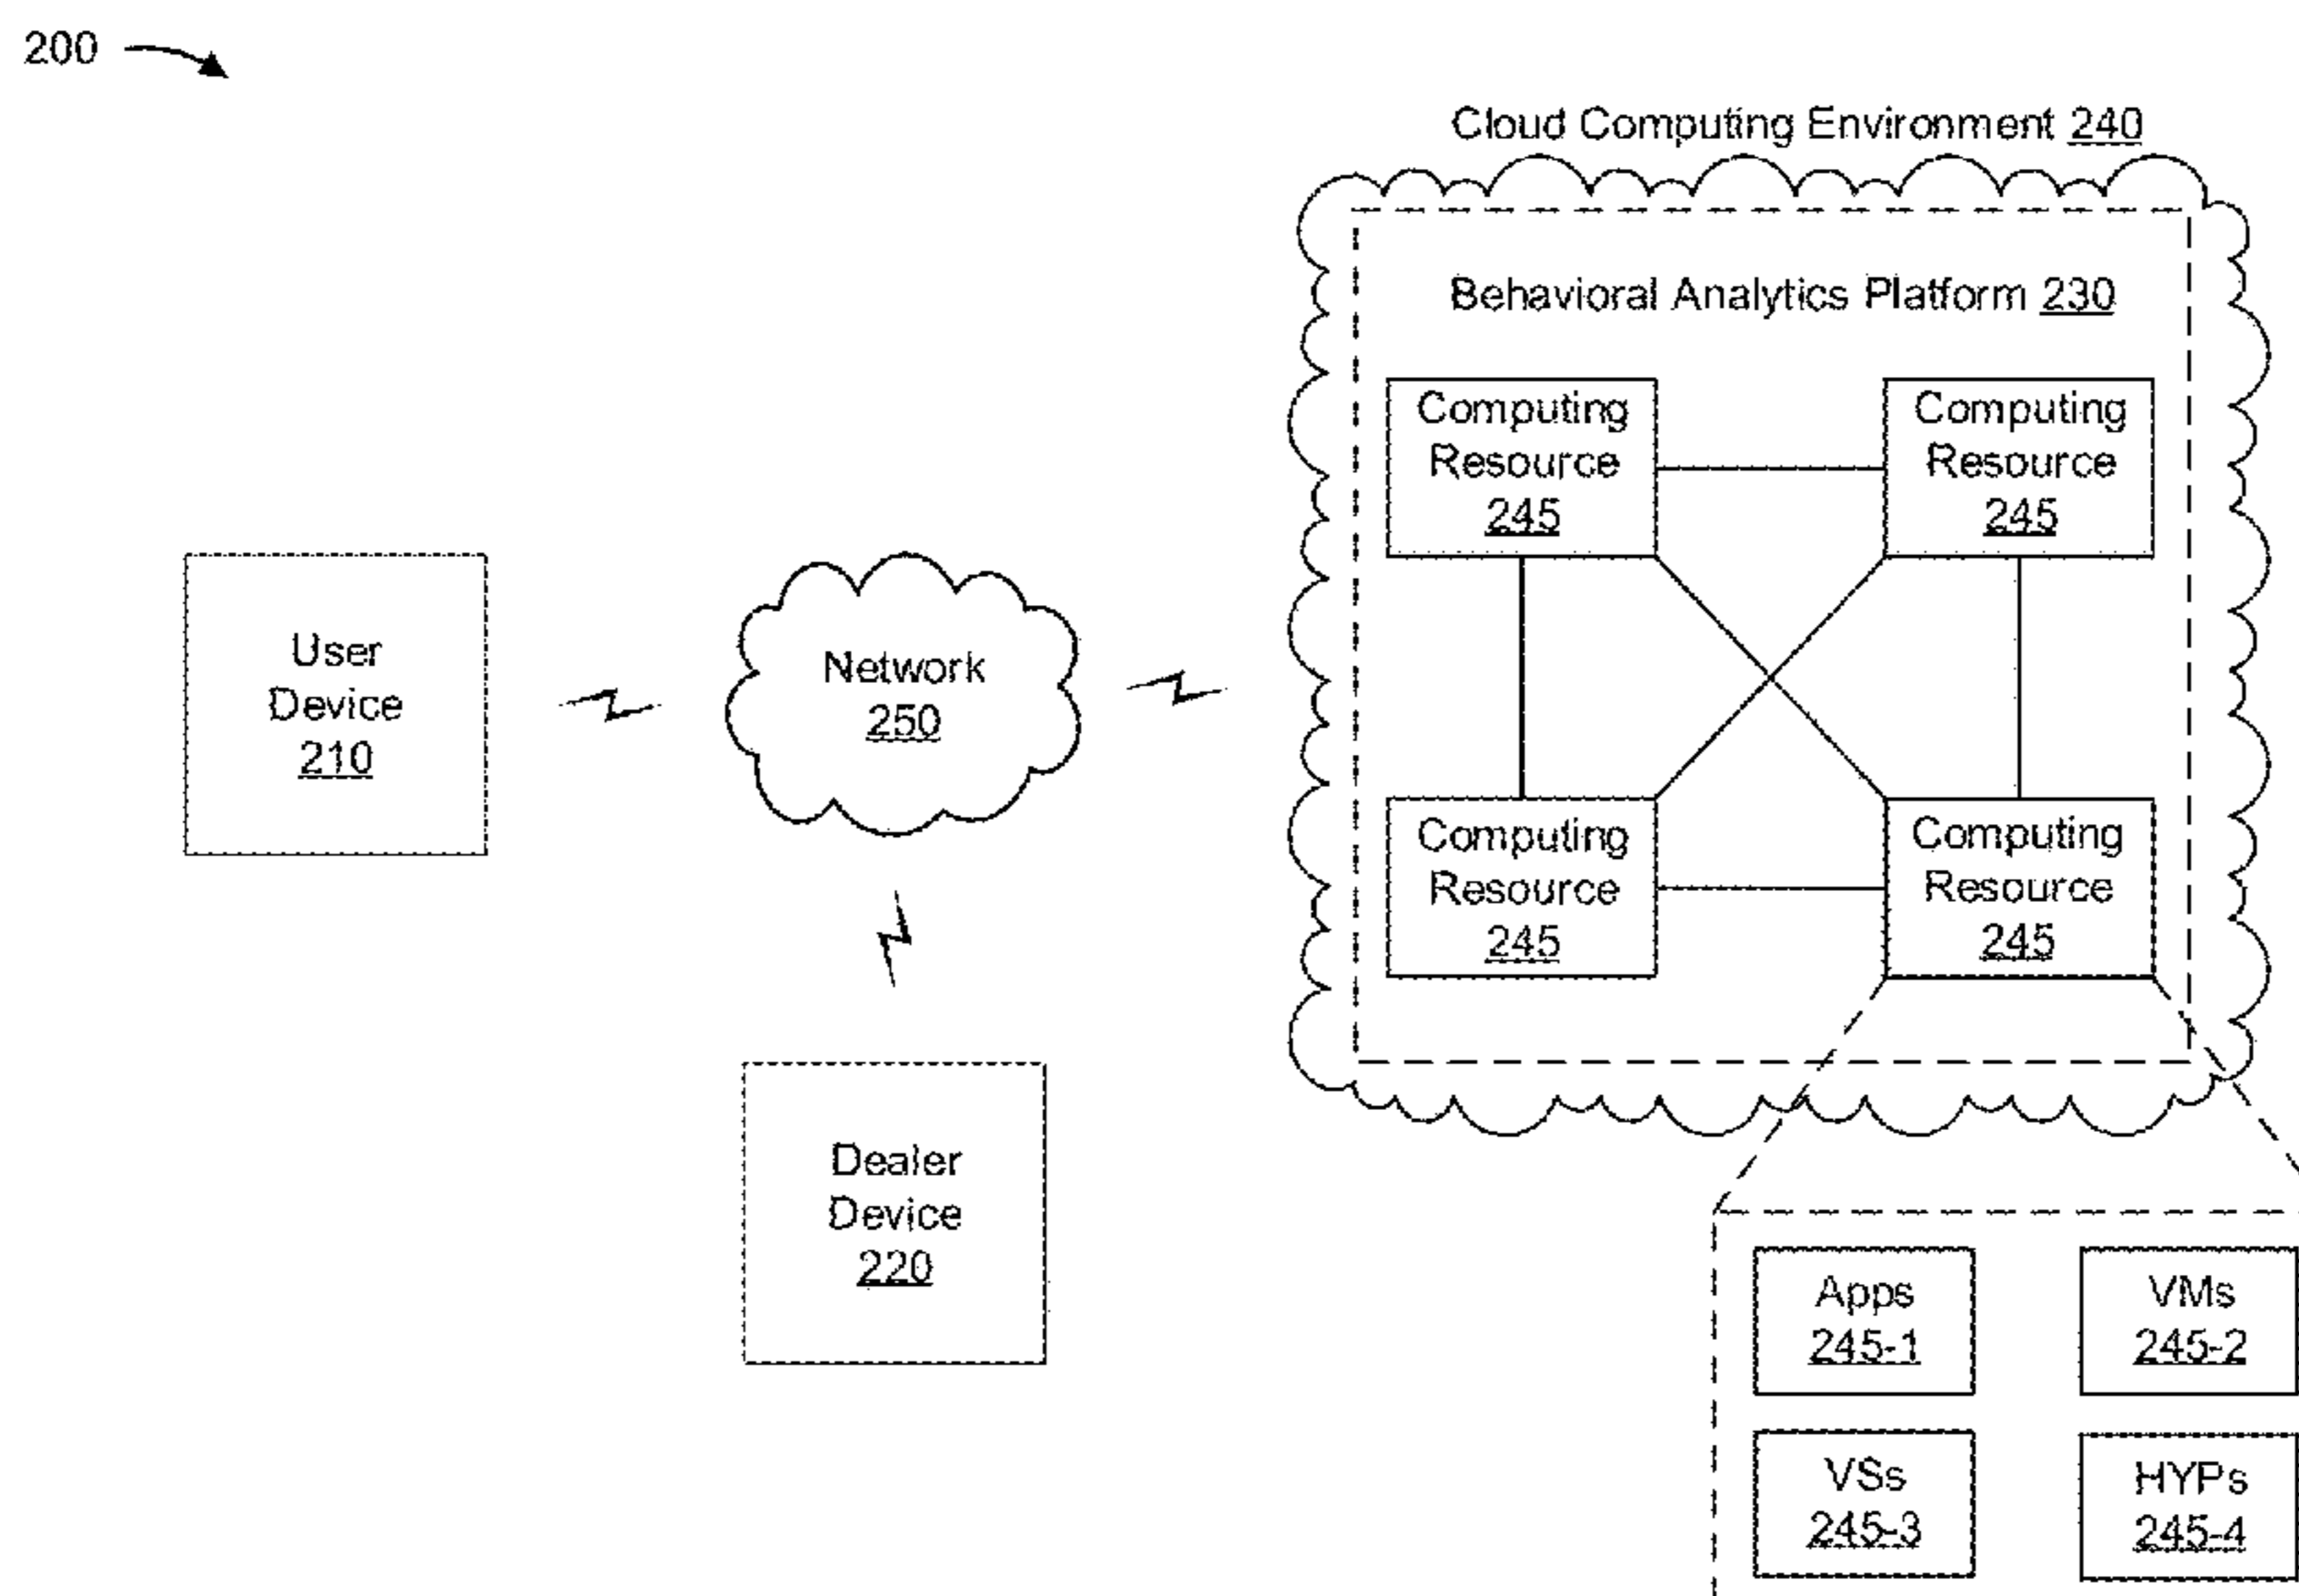 200
Cloud Computing Environment 240
Behavioral Analytics Platform 230
Computing
Resource
245
Computing
Resource
245
User
Device
210
Network
250
Computing
Resource
245
Computing
Resource
245
Dealer
Device
220
Apps
245-1
VMs
245-2
VSs
245-3
HYPs
245-4